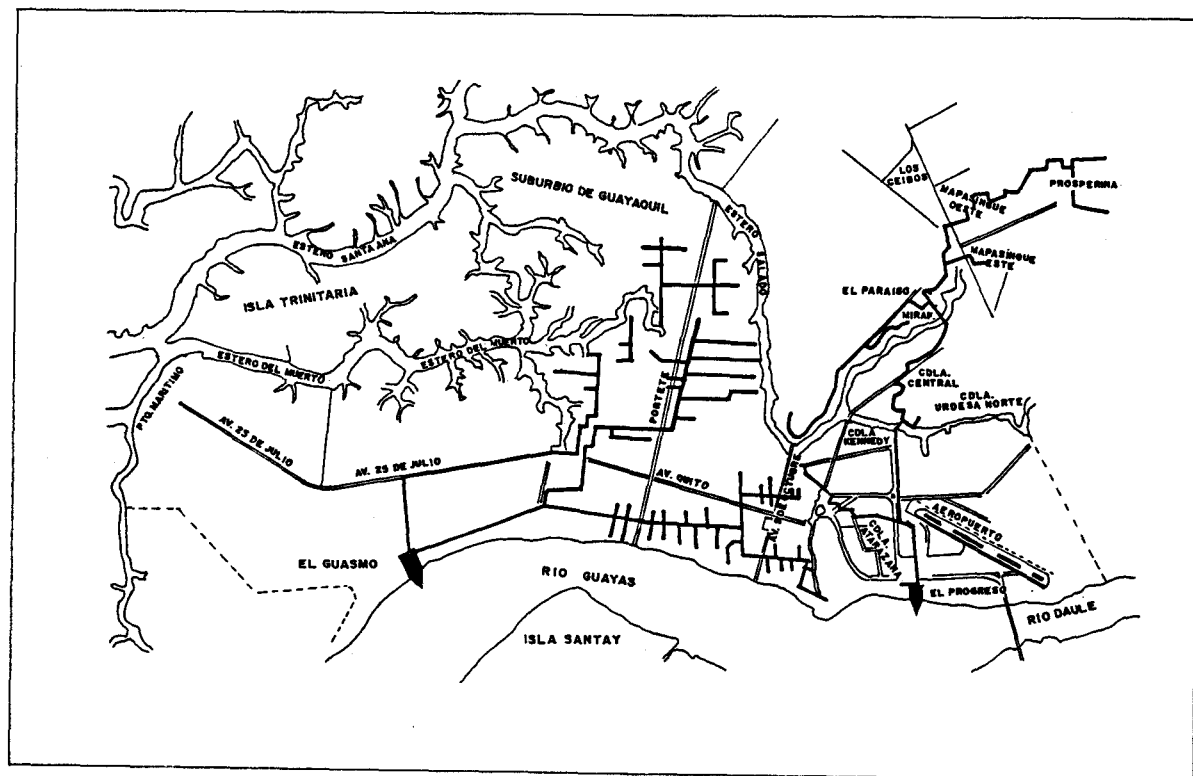 SUBURBIO DE GUAYAQUIL
LOS
CEIBOS
PROSPERINA
MAPASINGUE
OESTE
MAPASINGUE
ESTE
ESTERO SANTA ANA
ESTERO SALADO
ISLA TRINITARIA
EL PARAISO
MIRAF.
ESTERO DEL MUERTO
ESTERO DEL MUERTO
PTO. MARITIMO
CDLA.
CENTRAL
CDLA.
URDESA NORTE
PORTETE
AV. 25 DE JULIO
AV. 25 DE JULIO
CDLA
KENNEDY
AV. QUITO
AV. 9 DE OCTUBRE
AEROPUERTO
CDLA.
ATARAZANA
EL GUASMO
RIO GUAYAS
EL PROGRESO
RIO DAULE
ISLA SANTAY